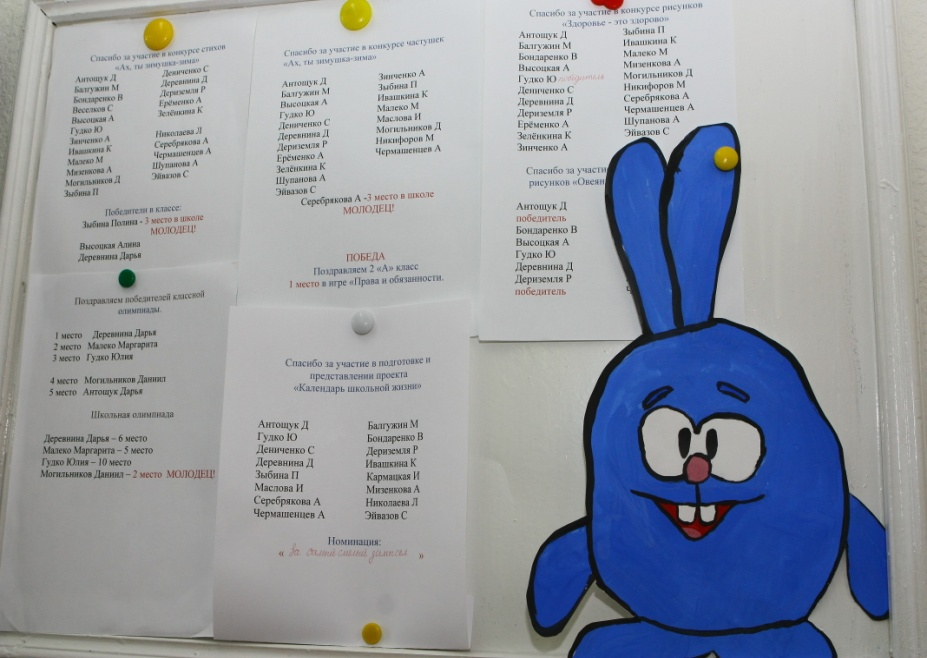 Спасибо за участие в конкурсе стихов
«Ах, ты зимушка-зима»
Антощук Д
Балгужин М
Бондаренко В
Веселков С
Высоцкая А
Гудко Ю
Зинченко А
Ивашкина К
Малеко М
Мизенкова А
Могильников Д
Зыбина П
Дениченко С
Деревнина Д
Дериземля Р
Ерёменко А
Зелёнкина К
Николаева Л
Серебрякова А
Чермашенцев А
Шупанова А
Эйвазов С
Победители в классе:
Зыбина Полина - 3 место в школе
МОЛОДЕЦ!
Высоцкая Алина
Деревнина Дарья
Спасибо за участие в конкурсе частушек
«Ах, ты зимушка-зима»
Антощук Д
Балгужин М
Высоцкая А
Гудко Ю
Дениченко С
Деревнина Д
Дериземля Р
Ерёменко А
Зелёнкина К
Шупанова А
Эйвазов С
Зинченко А
Зыбина П
Ивашкина К
Малеко М
Маслова И
Могильников Д
Никифоров М
Чермашенцев А
Серебрякова А -3 место в школе
МОЛОДЕЦ!
ПОБЕДА
Поздравляем 2 «А» класс
1 место в игре «Права и обязанности.
Спасибо за участие в конкурсе рисунков
«Здоровье - это здорово»
Антощук Д
Балгужин М
Бондаренко В
Высоцкая А
Гудко Ю победитель
Дениченко С
Деревнина Д
Дериземля Р
Ерёменко А
Зелёнкина К
Зинченко А
Зыбина П
Ивашкина К
Малеко М
Мизенкова А
Могильников Д
Никифоров М
Серебрякова А
Чермашенцев А
Шупанова А
Эйвазов С
Спасибо за участи
рисунков «Овеян
Антощук Д
победитель
Бондаренко В
Высоцкая А
Гудко Ю
Деревнина Д
Дериземля Р
победитель
Поздравляем победителей классной
олимпиады.
1 место Деревнина Дарья
2 место Малеко Маргарита
3 место Гудко Юлия
4 место Могильников Даниил
5 место Антощук Дарья
Школьная олимпиада
Деревнина Дарья – 6 место
Малеко Маргарита – 5 место
Гудко Юлия – 10 место
Могильников Даниил – 2 место МОЛОДЕЦ!
Спасибо за участие в подготовке и
представлении проекта
«Календарь школьной жизни»
Антощук Д
Гудко Ю
Дениченко С
Деревнина Д
Зыбина П
Маслова И
Серебрякова А
Чермашенцев А
Балгужин М
Бондаренко В
Дериземля Р
Ивашкина К
Кармацкая И
Мизенкова А
Николаева Л
Эйвазов С
Номинация:
« За самый »